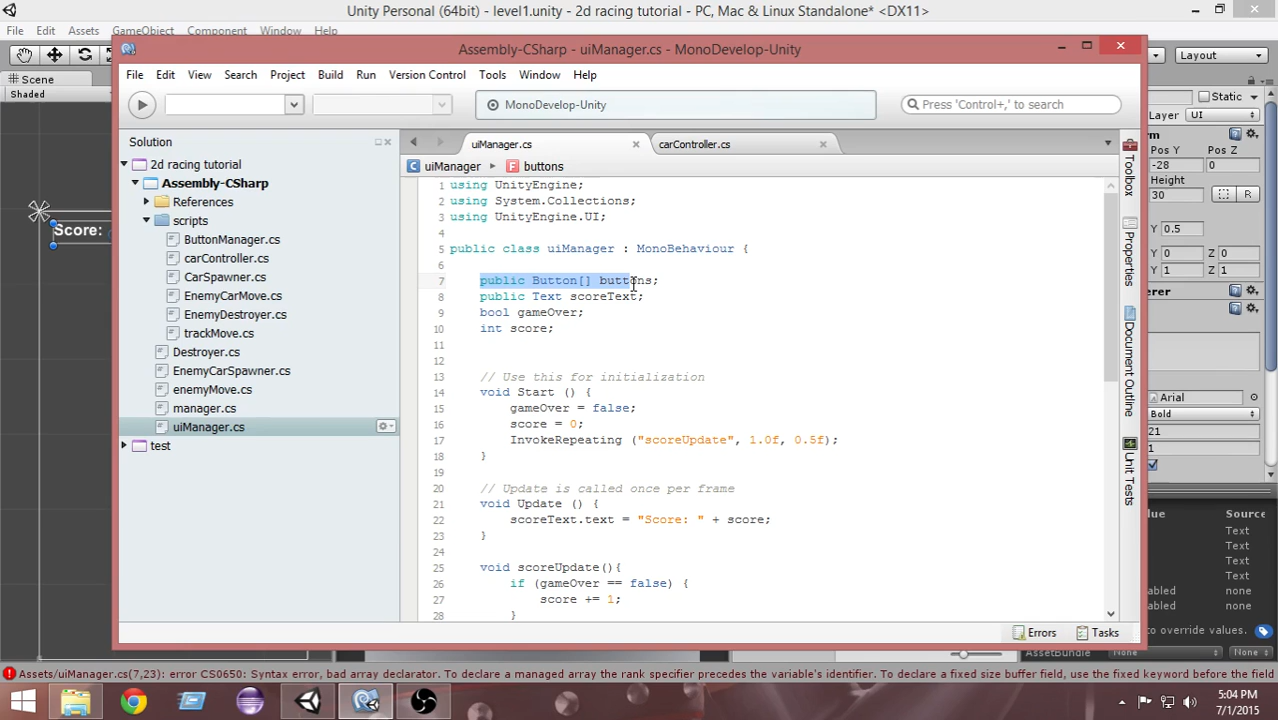 Unity Personal (64bit) - level1.unity - 2d racing tutorial - PC, Mac & Linux Standalone* <DX11>
File Edit Assets GameObject Component Window Help
Layout
Scene
Shaded
Score:
Assembly-CSharp - uiManager.cs - MonoDevelop-Unity
File Edit View Search Project Build Run Version Control Tools Window Help
MonoDevelop-Unity
Press 'Control+,' to search
Solution
2d racing tutorial
Assembly-CSharp
References
scripts
ButtonManager.cs
carController.cs
CarSpawner.cs
EnemyCarMove.cs
EnemyDestroyer.cs
trackMove.cs
Destroyer.cs
EnemyCarSpawner.cs
enemyMove.cs
manager.cs
uiManager.cs
test
uiManager.cs carController.cs
uiManager buttons
1 using UnityEngine;
2 using System.Collections;
3 using UnityEngine.UI;
4
5 public class uiManager : MonoBehaviour {
6
7 public Button[] buttons;
8 public Text scoreText;
9 bool gameOver;
10 int score;
11
12
13 // Use this for initialization
14 void Start () {
15 gameOver = false;
16 score = 0;
17 InvokeRepeating ("scoreUpdate", 1.0f, 0.5f);
18 }
19
20 // Update is called once per frame
21 void Update () {
22 scoreText.text = "Score: " + score;
23 }
24
25 void scoreUpdate(){
26 if (gameOver == false) {
27 score += 1;
28 }
Toolbox
Properties
Document Outline
Unit Tests
Errors Tasks
Static
Layer UI
Pos Y Pos Z
-28 0
Height
30 R
Y 0.5
Y 0 Z 0
Y 1 Z 1
Arial
Bold
21
1
Source
Text
Text
Text
Text
none
none
to override values.
AssetBundle None None
Assets/uiManager.cs(7,23): error CS0650: Syntax error, bad array declarator. To declare a managed array the rank specifier precedes the variable's identifier. To declare a fixed size buffer field, use the fixed keyword before the field
5:04 PM
7/1/2015